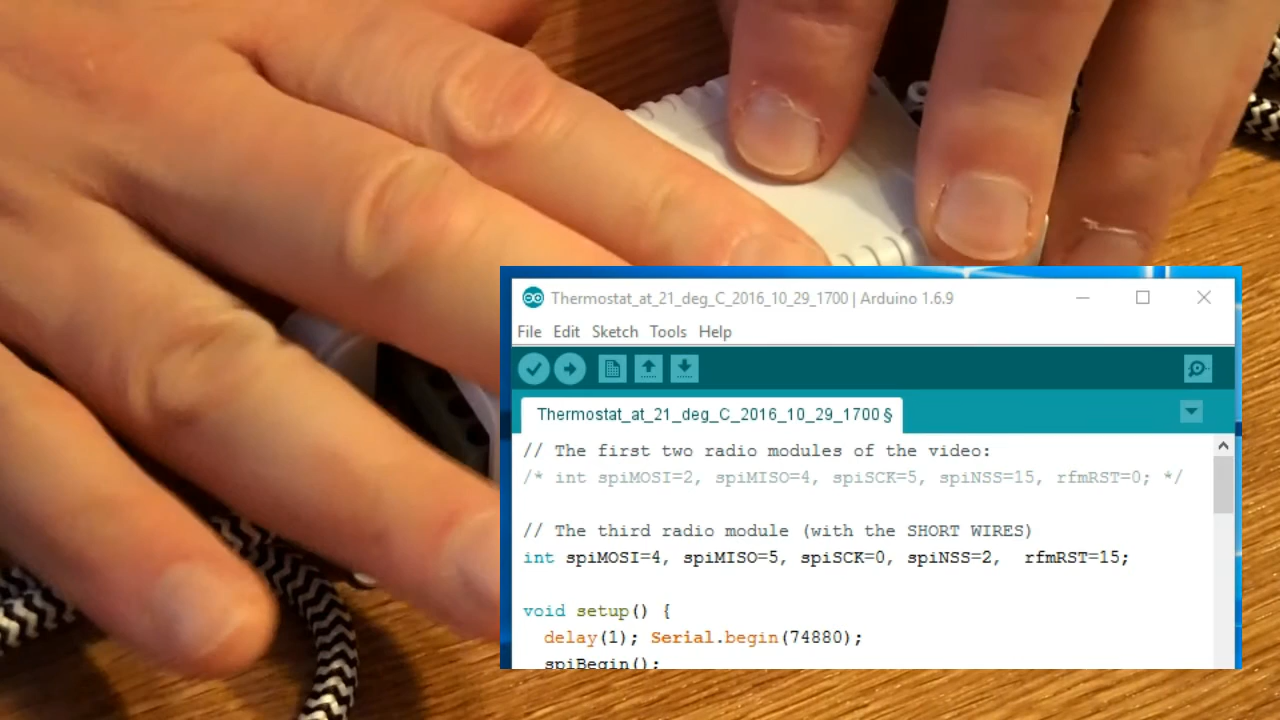 Thermostat_at_21_deg_C_2016_10_29_1700 | Arduino 1.6.9
File Edit Sketch Tools Help
Thermostat_at_21_deg_C_2016_10_29_1700 §
// The first two radio modules of the video:
/* int spiMOSI=2, spiMISO=4, spiSCK=5, spiNSS=15, rfmRST=0; */
// The third radio module (with the SHORT WIRES)
int spiMOSI=4, spiMISO=5, spiSCK=0, spiNSS=2, rfmRST=15;
void setup() {
delay(1); Serial.begin(74880);
spiBegin();